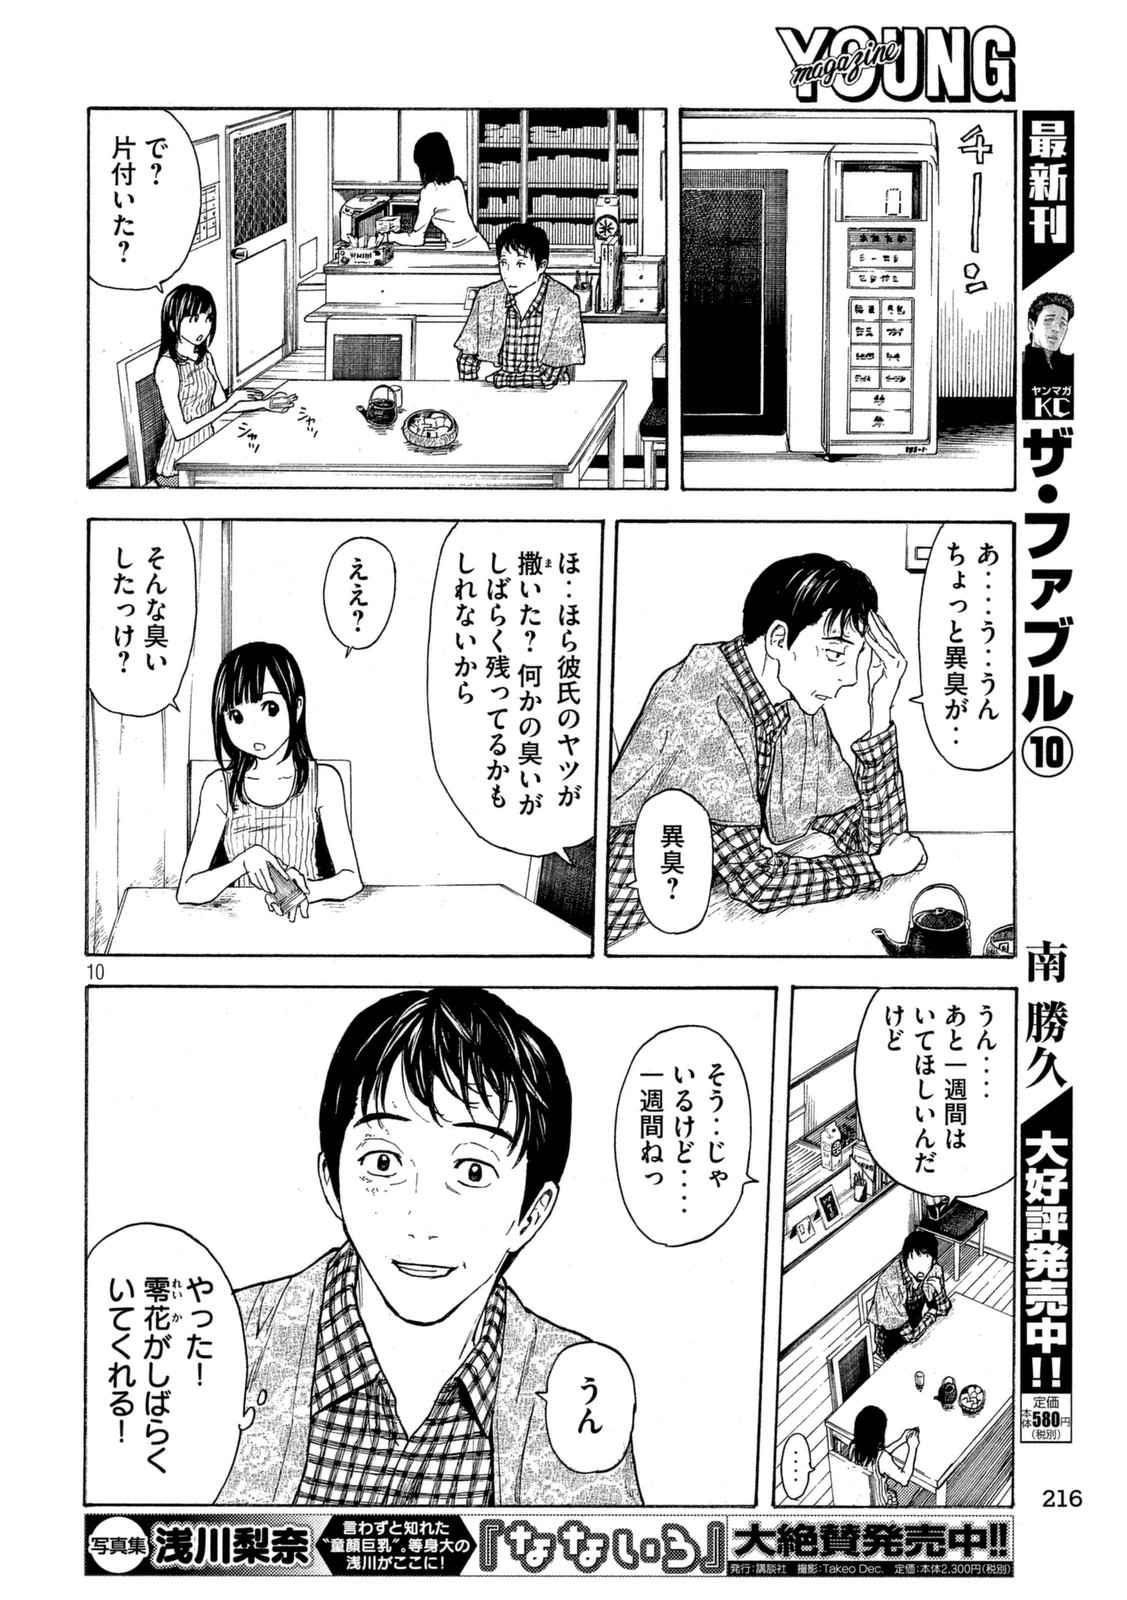 YOUNG
magazine
チーーン
で?
片付いた?
シャッ
シャッ
あ‥‥う‥うん
ちょっと異臭が‥
異臭?
ほ‥ほら彼氏のヤツが
撒いた?何かの臭いが
しばらく残ってるかも
しれないから
ま
ええ?
そんな臭い
したっけ?
10
うん‥‥
あと一週間は
いてほしいんだ
けど
‥‥
そう‥じゃ
いるけど‥‥
一週間ねっ
うん
やった!
零花がしばらく
いてくれる!
れいか
最新刊
ヤンマガ
KC
ザ・ファブル⑩
南 勝久
大好評発売中!!
定価
本体580円
(税別)
216
写真集
浅川梨奈
言わずと知れた
“童顔巨乳”。等身大の
浅川がここに!
『なないろ』
大絶賛発売中!!
発行:講談社 撮影:Takeo Dec. 定価:本体2,300円(税別)